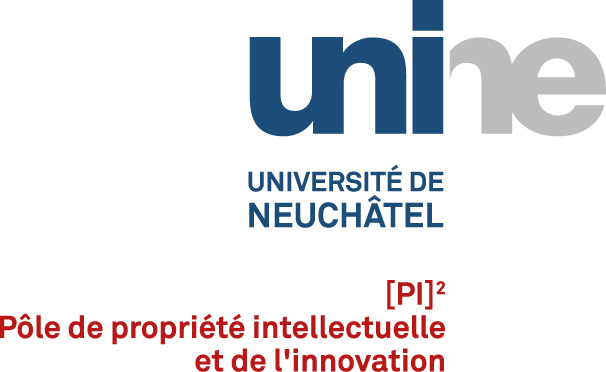 unine
UNIVERSITÉ DE
NEUCHÂTEL
[PI]²
Pôle de propriété intellectuelle
et de l'innovation